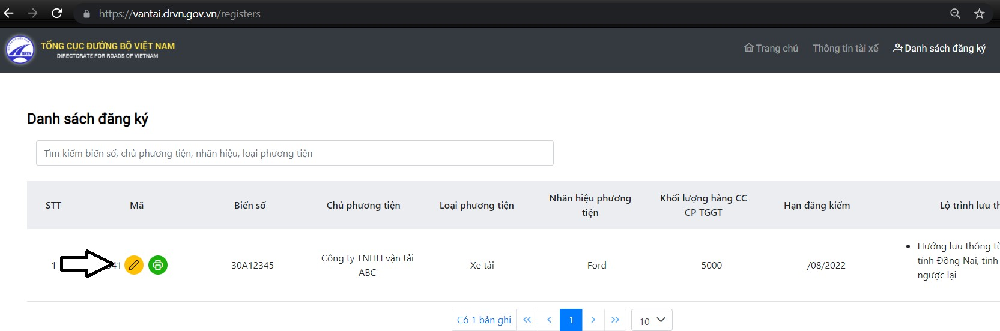 https://vantai.drvn.gov.vn/registers
TỔNG CỤC ĐƯỜNG BỘ VIỆT NAM
DIRECTORATE FOR ROADS OF VIETNAM
Trang chủ
Thông tin tài xế
Danh sách đăng ký
Danh sách đăng ký
Tìm kiếm biển số, chủ phương tiện, nhãn hiệu, loại phương tiện
STT
Mã
Biển số
Chủ phương tiện
Loại phương tiện
Nhãn hiệu phương
tiện
Khối lượng hàng CC
CP TGGT
Hạn đăng kiểm
Lộ trình lưu th
1
341
30A12345
Công ty TNHH vận tải
ABC
Xe tải
Ford
5000
/08/2022
Hướng lưu thông từ
tỉnh Đồng Nai, tỉnh
ngược lại
Có 1 bản ghi
1
10